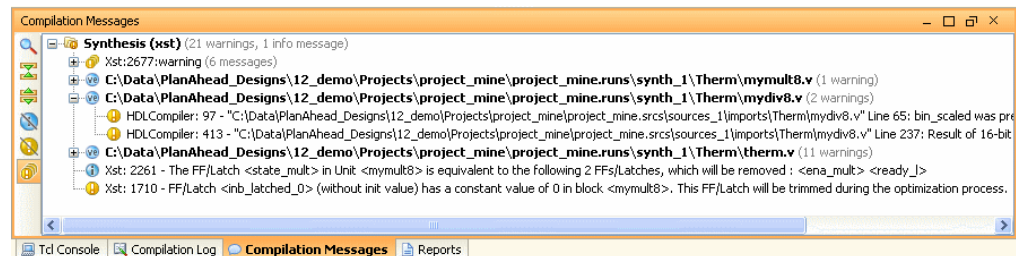 Compilation Messages
Synthesis (xst) (21 warnings, 1 info message)
Xst:2677:warning (6 messages)
C:\Data\PlanAhead_Designs\12_demo\Projects\project_mine\project_mine.runs\synth_1\Therm\mymult8.v (1 warning)
C:\Data\PlanAhead_Designs\12_demo\Projects\project_mine\project_mine.runs\synth_1\Therm\mydiv8.v (2 warnings)
HDLCompiler: 97 - "C:\Data\PlanAhead_Designs\12_demo\Projects\project_mine\project_mine.srcs\sources_1\imports\Therm\mydiv8.v" Line 65: bin_scaled was pre
HDLCompiler: 413 - "C:\Data\PlanAhead_Designs\12_demo\Projects\project_mine\project_mine.srcs\sources_1\imports\Therm\mydiv8.v" Line 237: Result of 16-bit
C:\Data\PlanAhead_Designs\12_demo\Projects\project_mine\project_mine.runs\synth_1\Therm\therm.v (11 warnings)
Xst: 2261 - The FF/Latch <state_mult> in Unit <mymult8> is equivalent to the following 2 FFs/Latches, which will be removed : <ena_mult> <ready_l>
Xst: 1710 - FF/Latch <inb_latched_0> (without init value) has a constant value of 0 in block <mymult8>. This FF/Latch will be trimmed during the optimization process.
Tcl Console Compilation Log Compilation Messages Reports